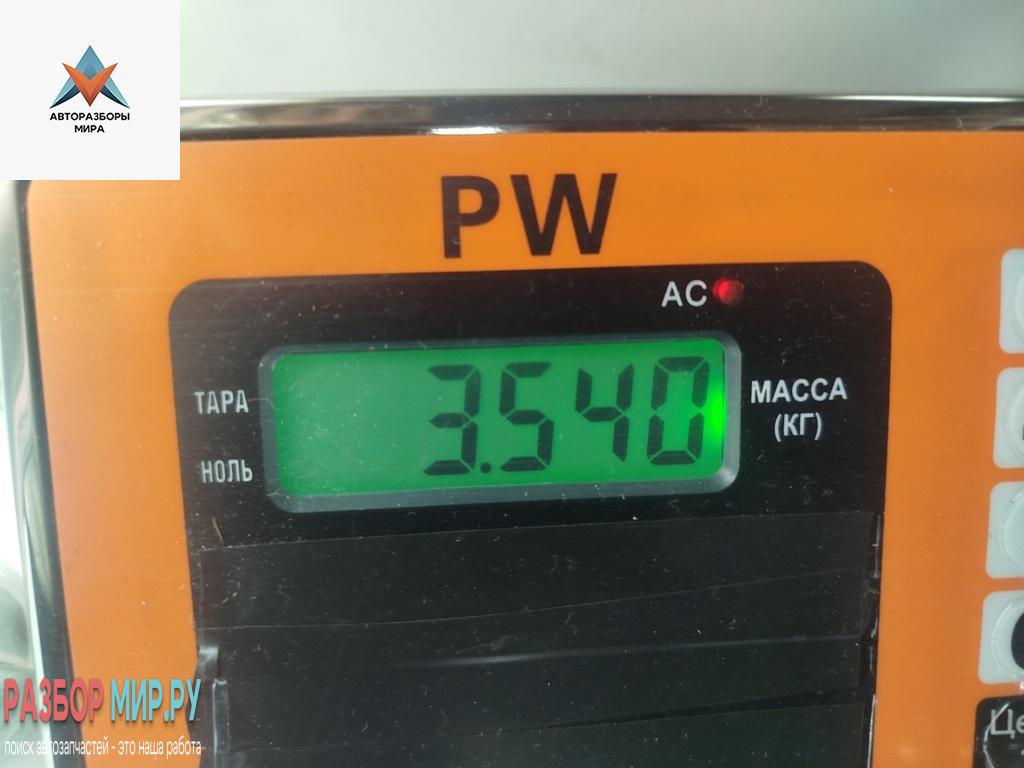 АВТОРАЗБОРЫ
МИРА
PW
AC
3.540
ТАРА
НОЛЬ
МАССА
(КГ)
РАЗБОР МИР.РУ
поиск автозапчастей - это наша работа